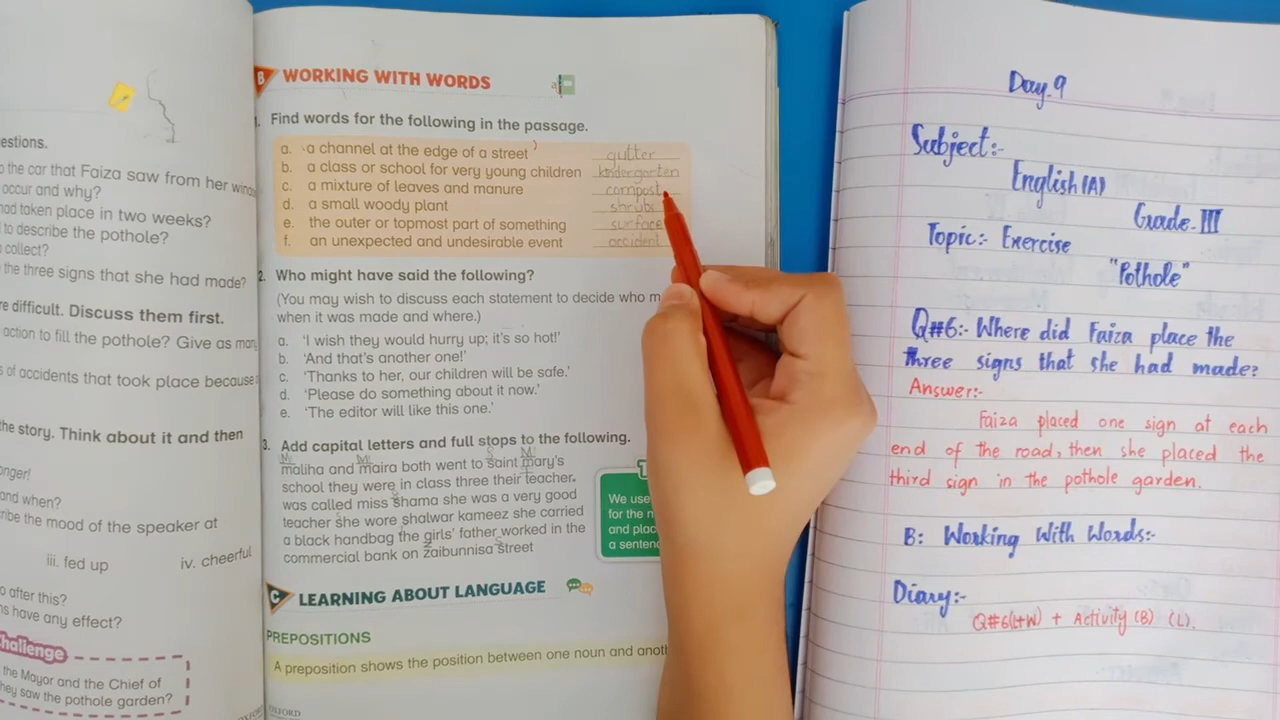 estions.
o the car that Faiza saw from her
occur and why?
had taken place in two weeks?
to describe the pothole?
collect?
the three signs that she had made?
re difficult. Discuss them first.
action to fill the pothole? Give as
s of accidents that took place because
the story. Think about it and then
onger!
and when?
ribe the mood of the speaker at
iii. fed up
iv. cheerful
o after this?
ns have any effect?
hallenge
the Mayor and the Chief of
hey saw the pothole garden?
OXFORD
B WORKING WITH WORDS
1. Find words for the following in the passage.
a. a channel at the edge of a street gutter
b. a class or school for very young children kindergarten
c. a mixture of leaves and manure compost
d. a small woody plant shrubs
e. the outer or topmost part of something surface
f. an unexpected and undesirable event accident
2. Who might have said the following?
(You may wish to discuss each statement to decide who m
when it was made and where.)
a. 'I wish they would hurry up; it's so hot!'
b. 'And that's another one!'
c. 'Thanks to her, our children will be safe.'
d. 'Please do something about it now.'
e. 'The editor will like this one.'
3. Add capital letters and full stops to the following.
M M S M
maliha and maira both went to saint mary's
school they were in class three their teacher.
was called miss shama she was a very good
teacher she wore shalwar kameez she carried
a black handbag the girls' father worked in the
commercial bank on zaibunnisa street
We use
for the n
and plac
a senten
C LEARNING ABOUT LANGUAGE
PREPOSITIONS
A preposition shows the position between one noun and anot
OXFORD
Day.9
Subject:-
English(A)
Grade.III
Topic:- Exercise
"Pothole"
Q#6:- Where did Faiza place the
three signs that she had made?
Answer:-
Faiza placed one sign at each
end of the road, then she placed the
third sign in the pothole garden.
B: Working With Words:-
Diary:-
Q#6(L+W) + Activity (B) (L).